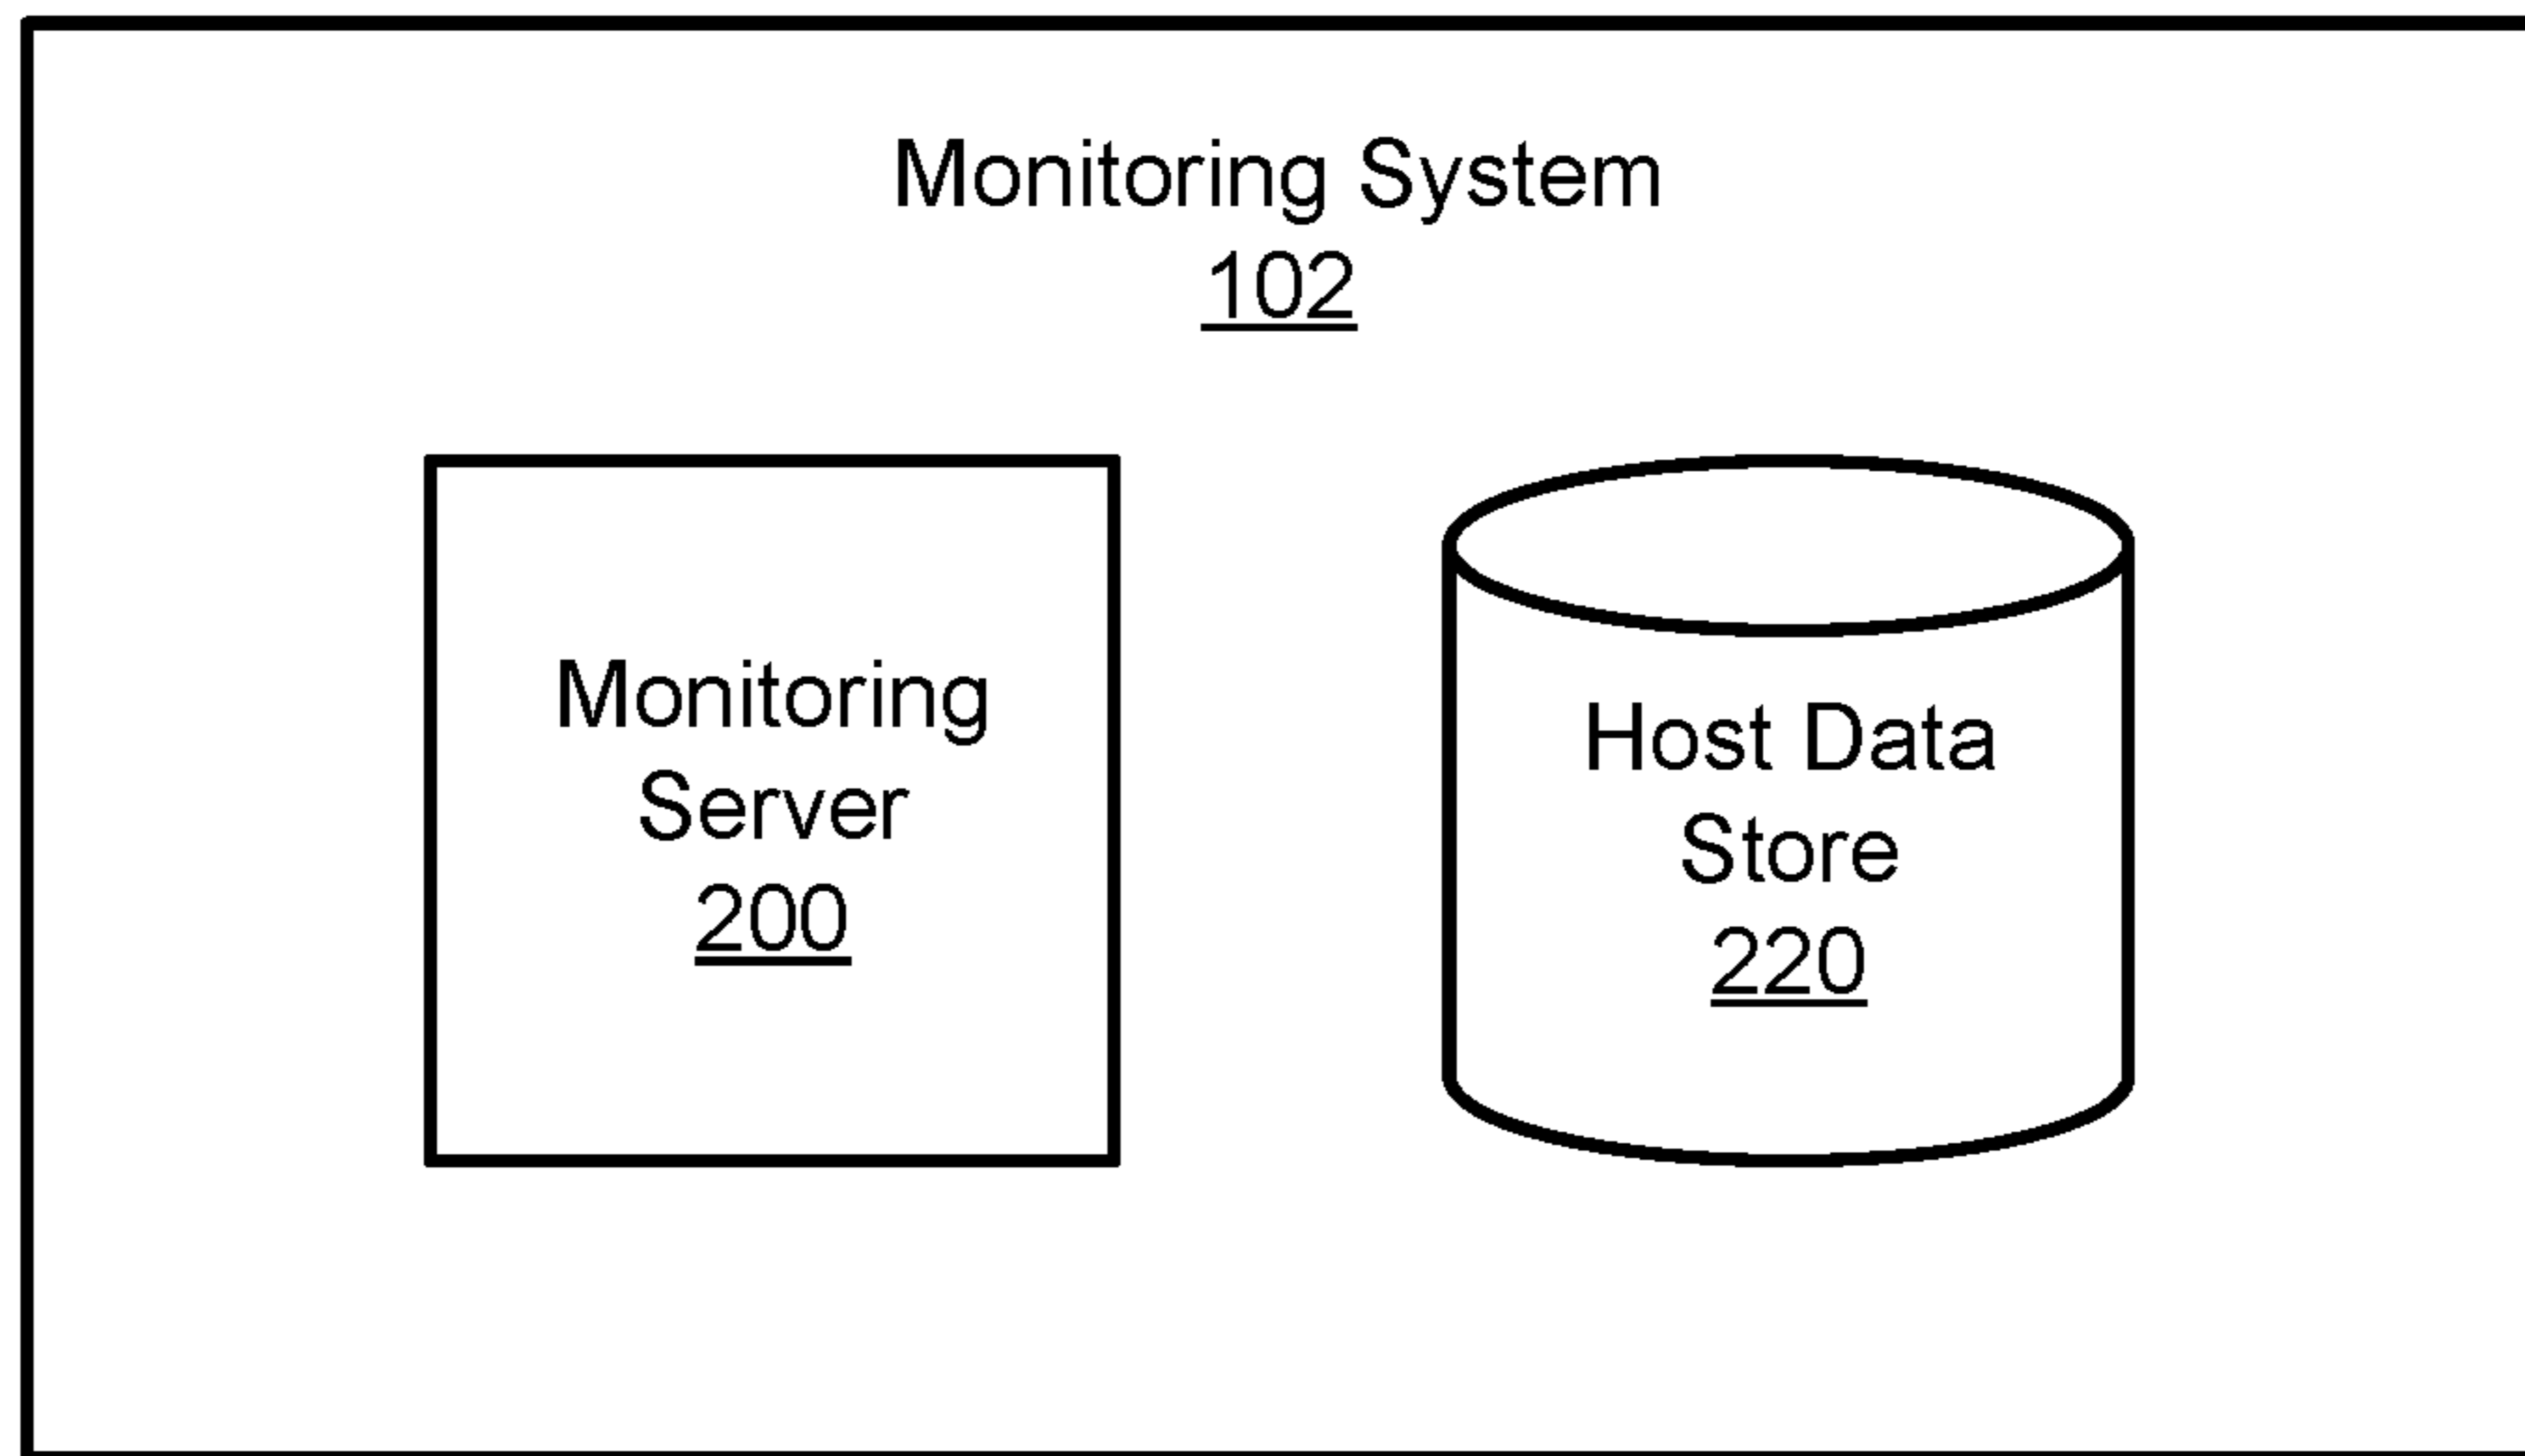 Monitoring System
102
Monitoring
Server
200
Host Data
Store
220